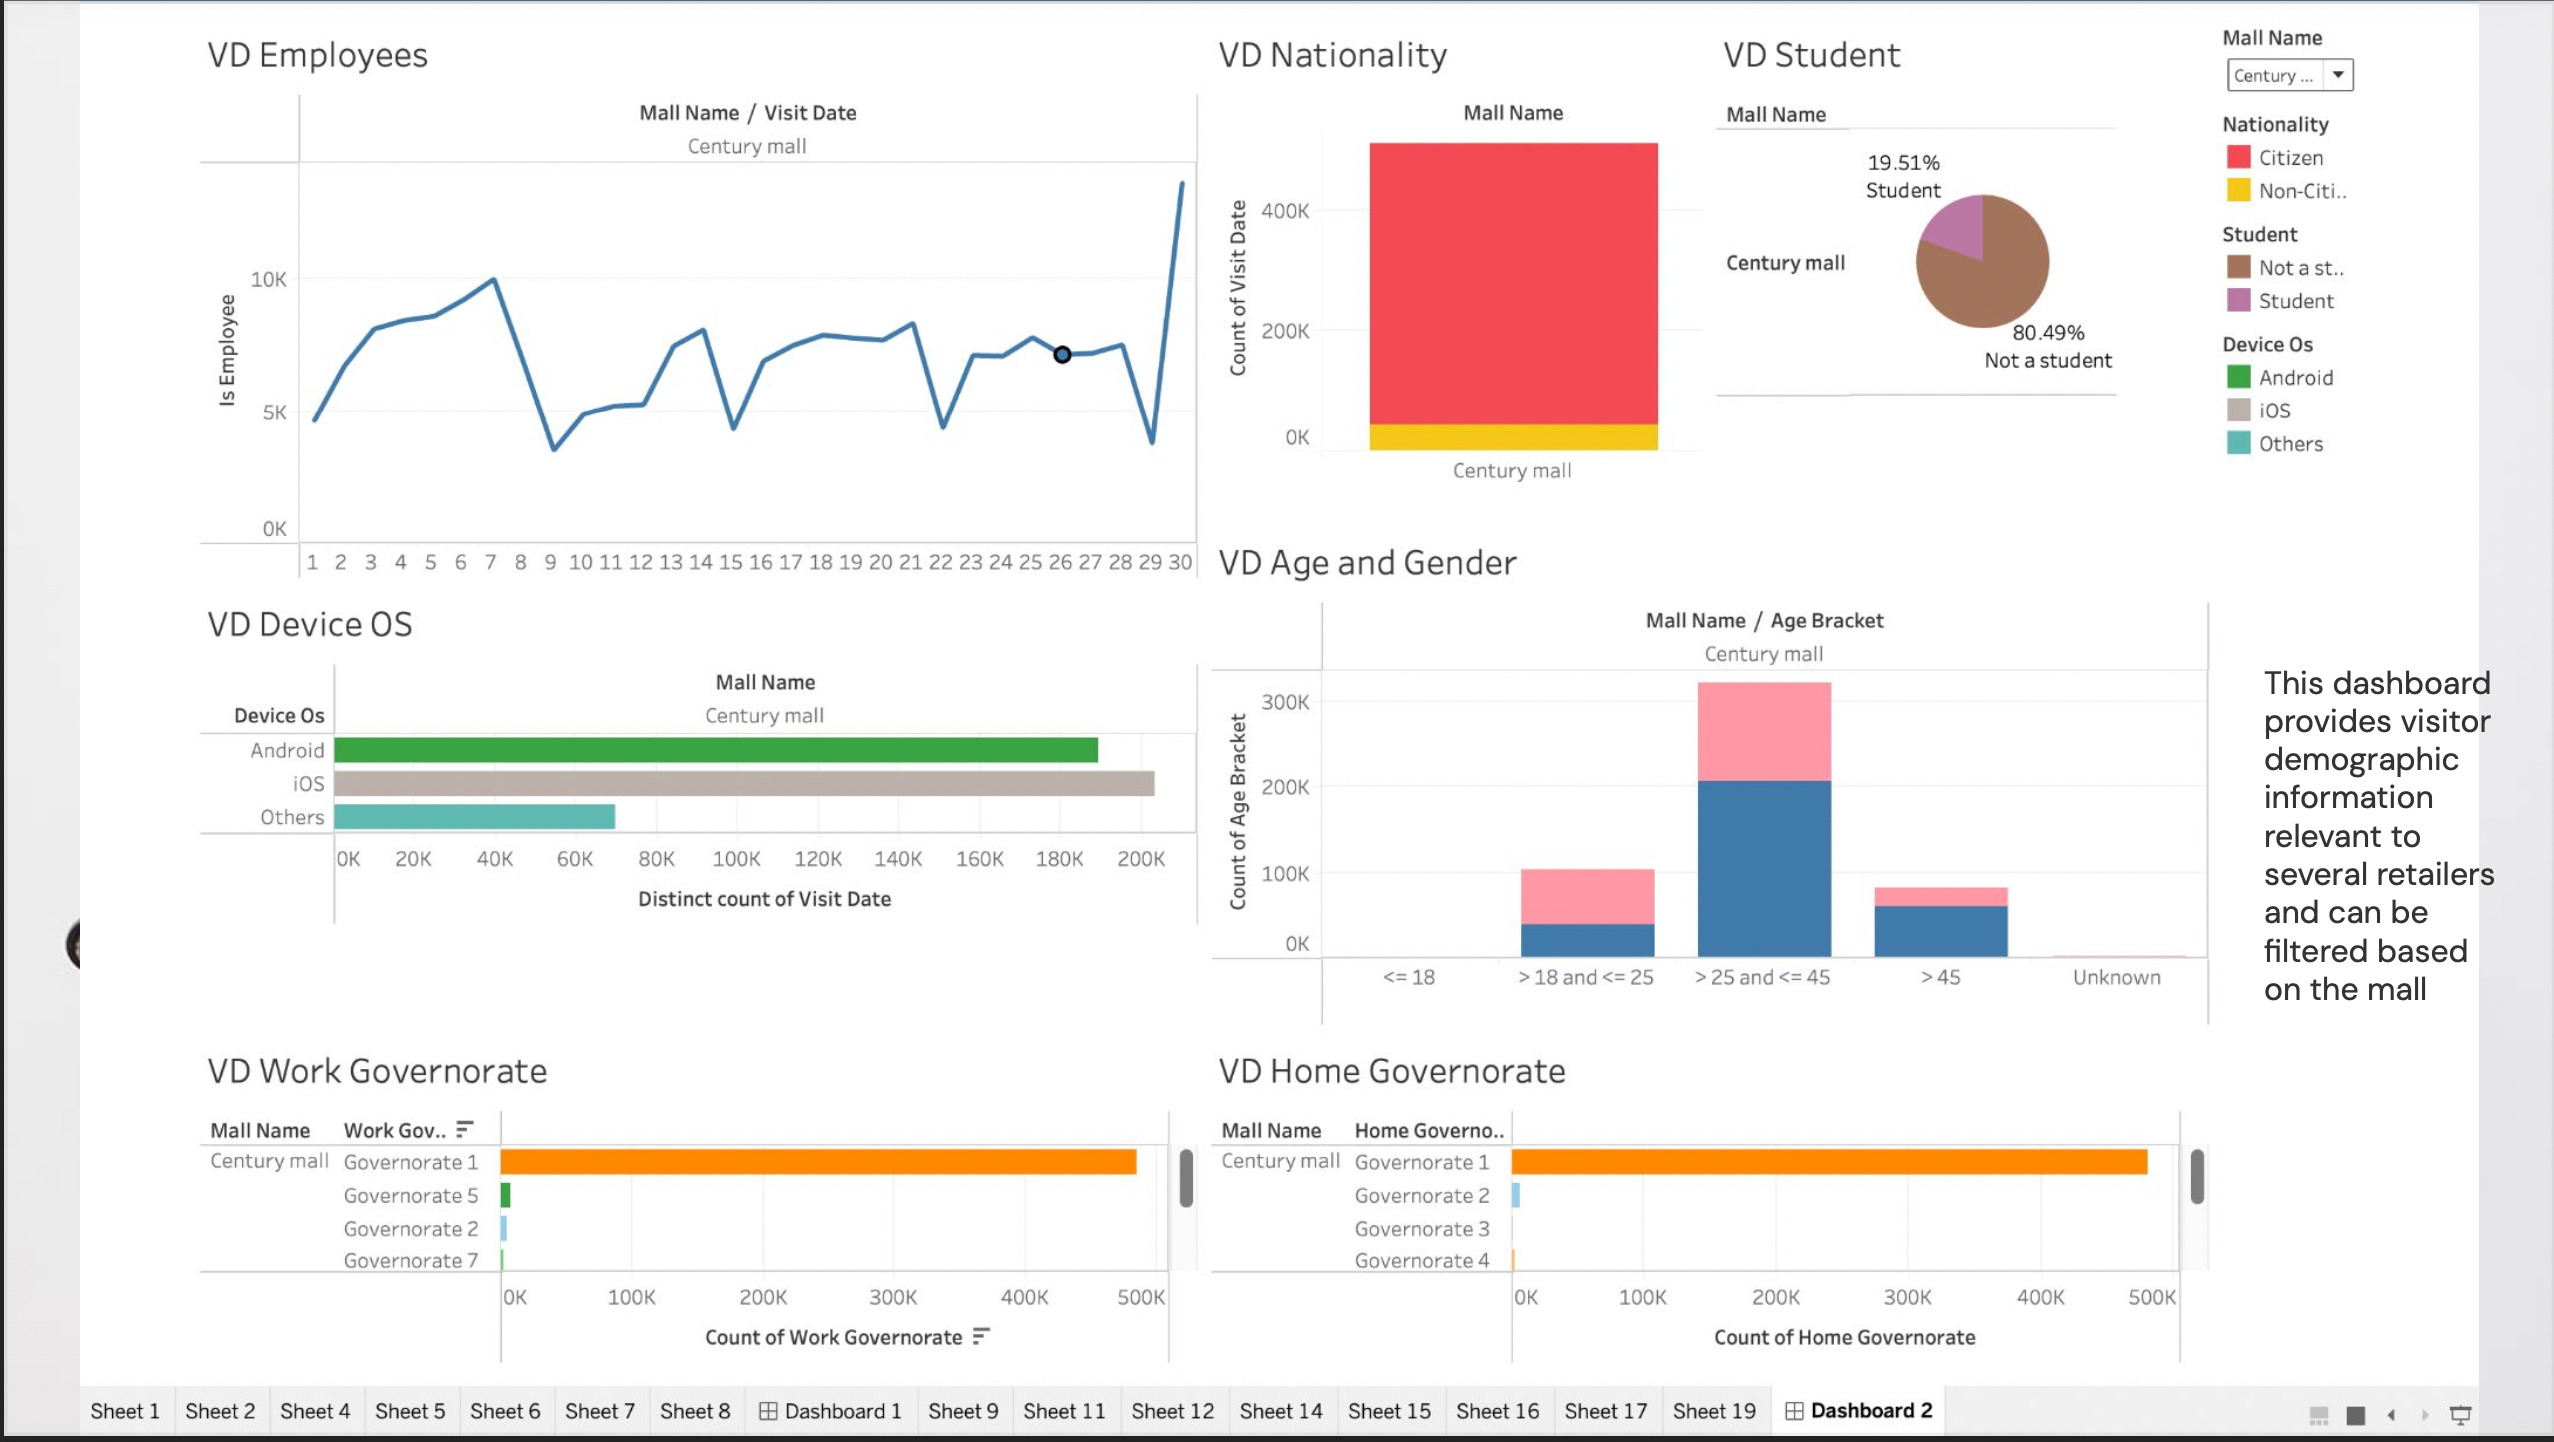 VD Employees
Mall Name / Visit Date
Century mall
Is Employee
10K
5K
0K
1 2 3 4 5 6 7 8 9 10 11 12 13 14 15 16 17 18 19 20 21 22 23 24 25 26 27 28 29 30
VD Nationality
Mall Name
Count of Visit Date
400K
200K
0K
Century mall
VD Student
Mall Name
19.51%
Student
Century mall
80.49%
Not a student
Mall Name
Century ...
Nationality
Citizen
Non-Citi..
Student
Not a st..
Student
Device Os
Android
iOS
Others
VD Device OS
Mall Name
Device Os
Century mall
Android
iOS
Others
0K 20K 40K 60K 80K 100K 120K 140K 160K 180K 200K
Distinct count of Visit Date
VD Age and Gender
Mall Name / Age Bracket
Century mall
Count of Age Bracket
300K
200K
100K
0K
<= 18 > 18 and <= 25 > 25 and <= 45 > 45 Unknown
This dashboard
provides visitor
demographic
information
relevant to
several retailers
and can be
filtered based
on the mall
VD Work Governorate
Mall Name Work Gov..
Century mall Governorate 1
Governorate 5
Governorate 2
Governorate 7
0K 100K 200K 300K 400K 500K
Count of Work Governorate
VD Home Governorate
Mall Name Home Governo..
Century mall Governorate 1
Governorate 2
Governorate 3
Governorate 4
0K 100K 200K 300K 400K 500K
Count of Home Governorate
Sheet 1 Sheet 2 Sheet 4 Sheet 5 Sheet 6 Sheet 7 Sheet 8 Dashboard 1 Sheet 9 Sheet 11 Sheet 12 Sheet 14 Sheet 15 Sheet 16 Sheet 17 Sheet 19 Dashboard 2